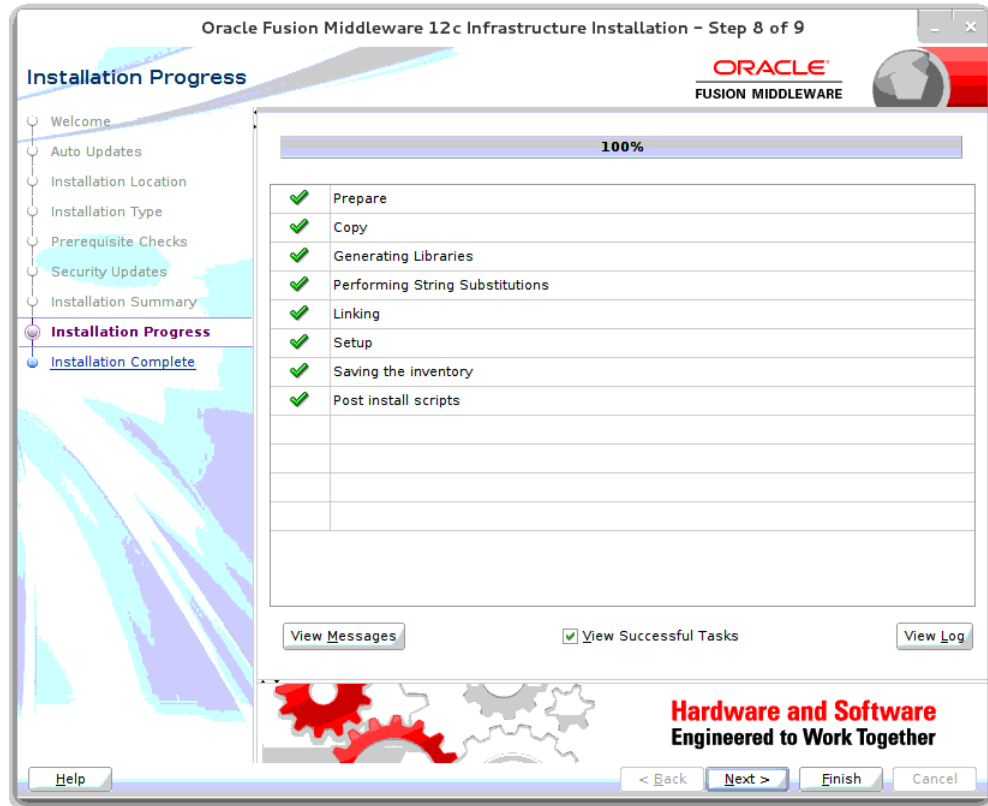 Oracle Fusion Middleware 12c Infrastructure Installation – Step 8 of 9
Installation Progress
ORACLE®
FUSION MIDDLEWARE
Welcome
Auto Updates
Installation Location
Installation Type
Prerequisite Checks
Security Updates
Installation Summary
Installation Progress
Installation Complete
100%
Prepare
Copy
Generating Libraries
Performing String Substitutions
Linking
Setup
Saving the inventory
Post install scripts
View Messages
View Successful Tasks
View Log
Hardware and Software
Engineered to Work Together
Help
< Back
Next >
Finish
Cancel